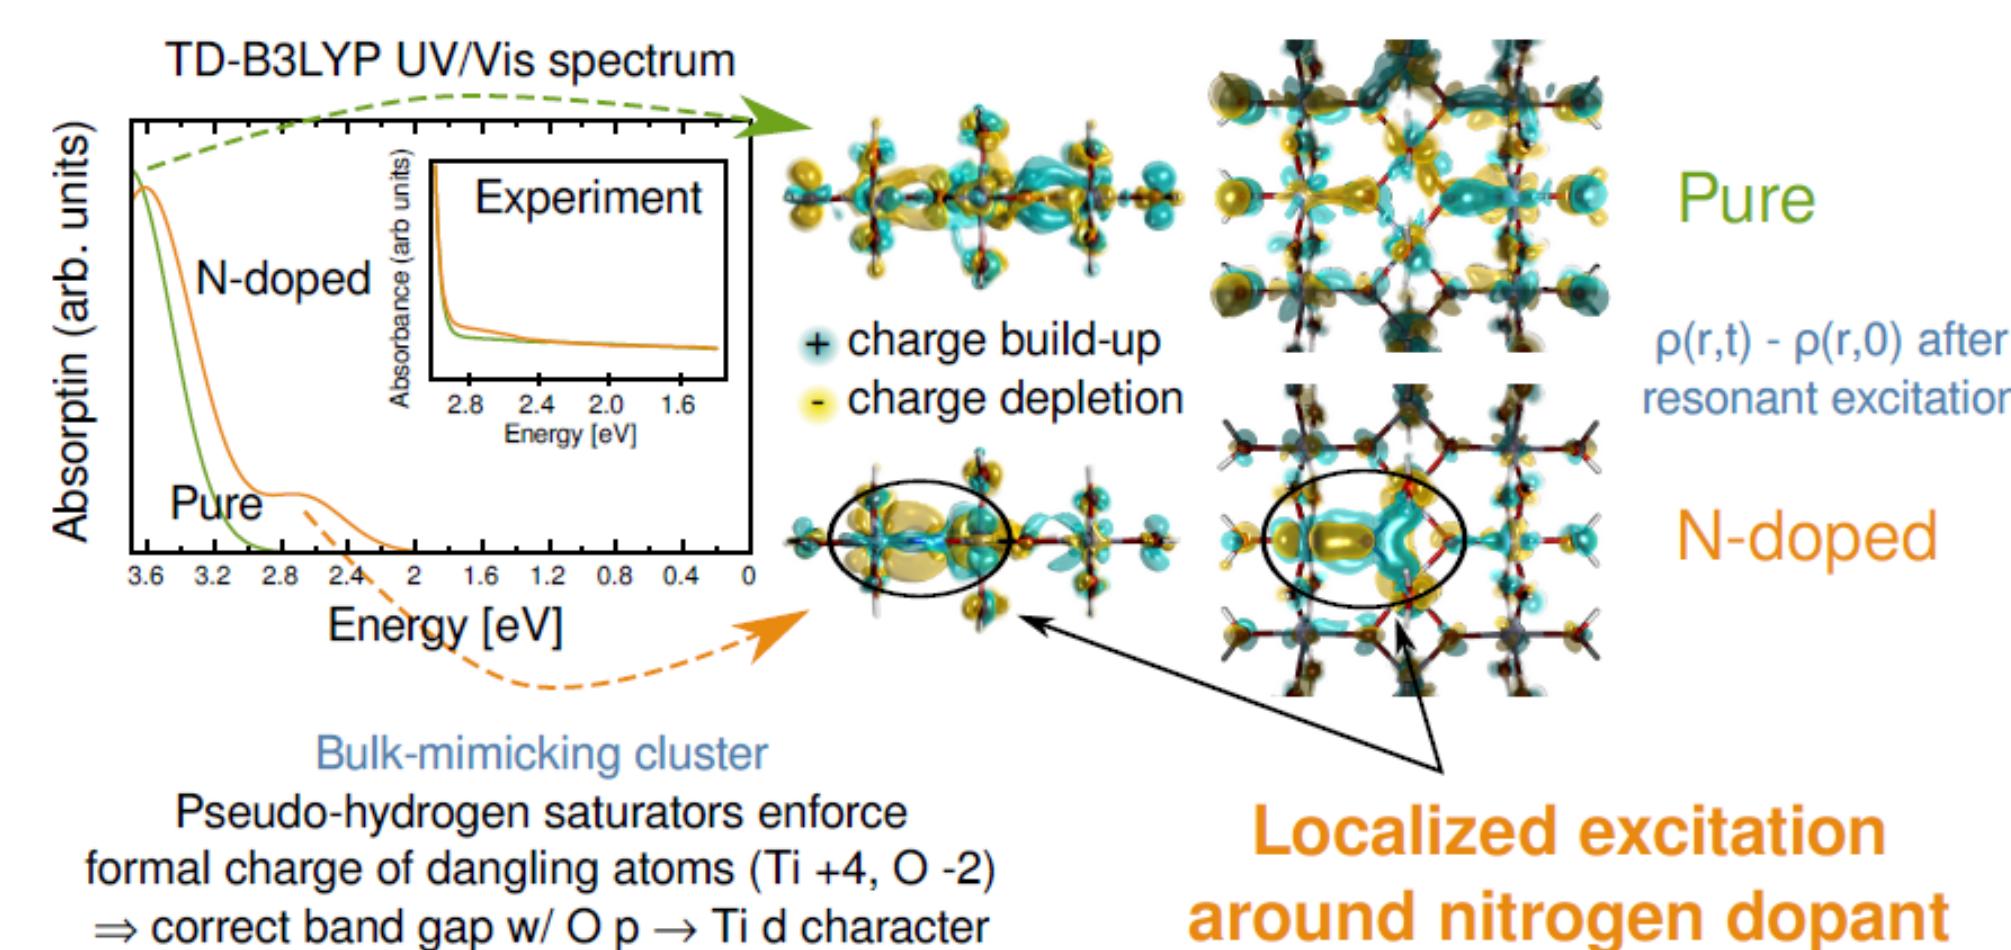 TD-B3LYP UV/Vis spectrum
Absorptin (arb. units)
N-doped
Pure
3.6 3.2 2.8 2.4 2 1.6 1.2 0.8 0.4 0
Energy [eV]
Experiment
Absorbance (arb units)
2.8 2.4 2.0 1.6
Energy [eV]
+ charge build-up
- charge depletion
Pure
ρ(r,t) - ρ(r,0) after
resonant excitation
N-doped
Bulk-mimicking cluster
Pseudo-hydrogen saturators enforce
formal charge of dangling atoms (Ti +4, O -2)
⇒ correct band gap w/ O p → Ti d character
Localized excitation
around nitrogen dopant